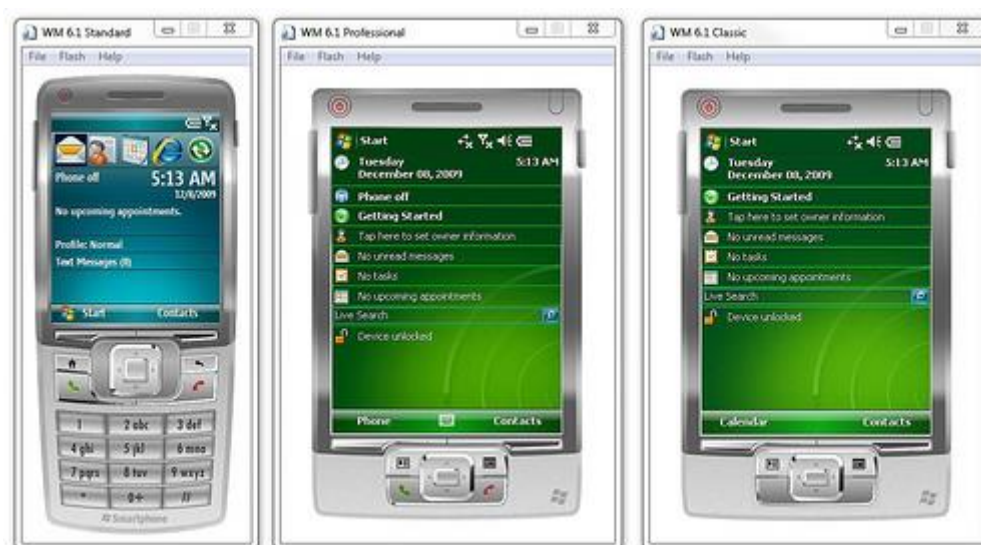 WM 6.1 Standard
File Flash Help
Phone off
5:13 AM
12/8/2009
No upcoming appointments.
Profile: Normal
Text Messages (0)
Start Contacts
1 2 abc 3 def
4 ghi 5 jkl 6 mno
7 pqrs 8 tuv 9 wxyz
* 0+ #
Smartphone
WM 6.1 Professional
File Flash Help
Start
Tuesday 5:13 AM
December 08, 2009
Phone off
Getting Started
Tap here to set owner information
No unread messages
No tasks
No upcoming appointments
Live Search
Device unlocked
Phone Contacts
WM 6.1 Classic
File Flash Help
Start
Tuesday 5:13 AM
December 08, 2009
Getting Started
Tap here to set owner information
No unread messages
No tasks
No upcoming appointments
Live Search
Device unlocked
Calendar Contacts